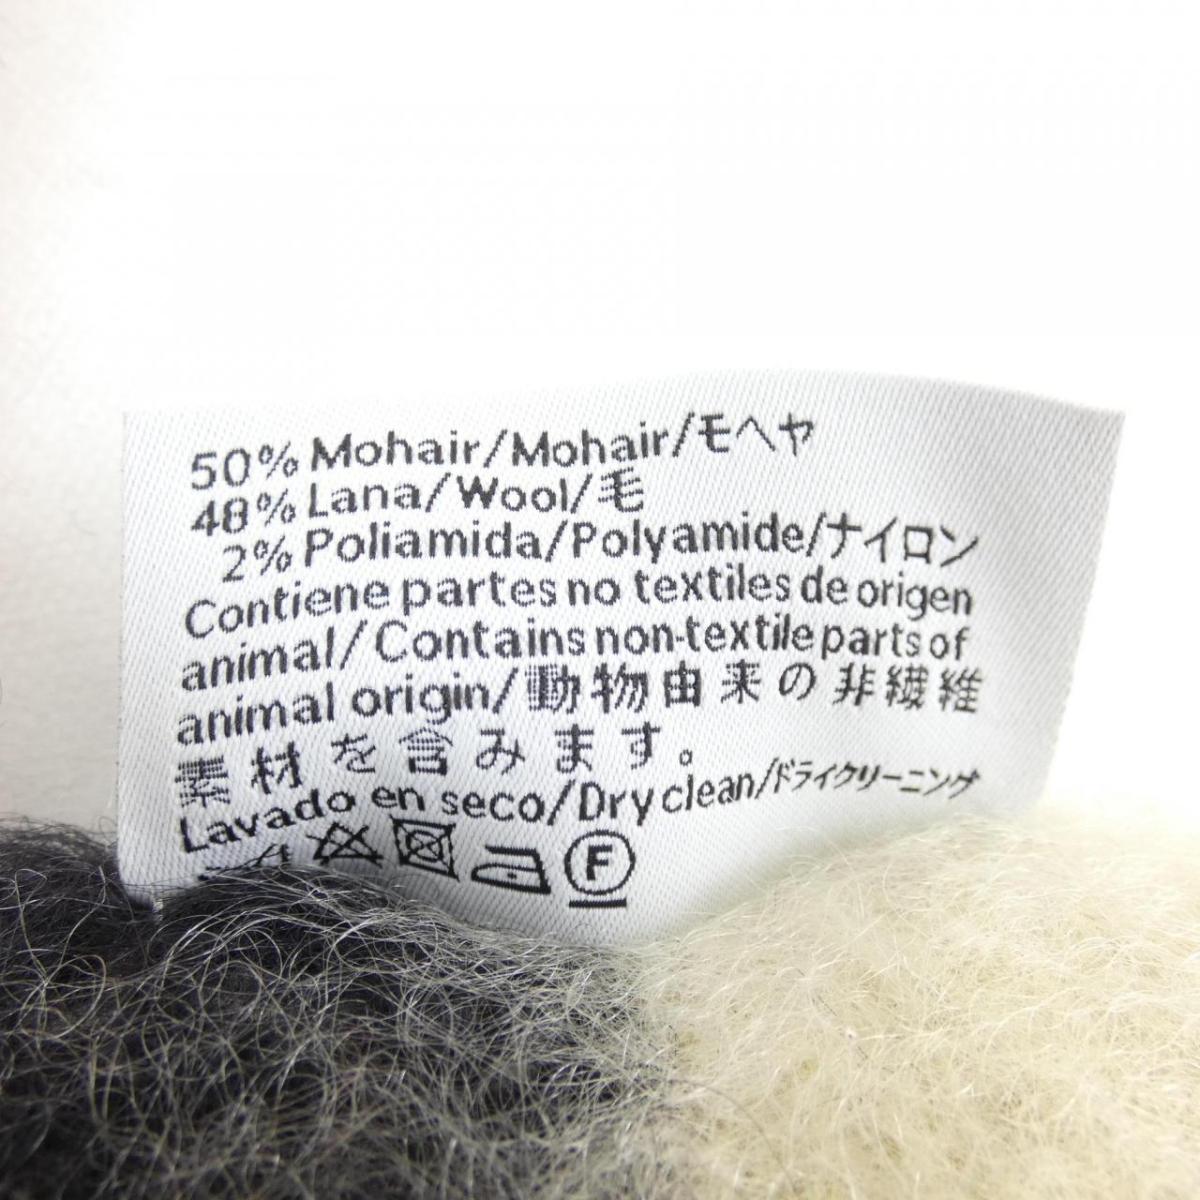 50% Mohair/Mohair/モヘヤ
48% Lana/Wool/毛
2% Poliamida/Polyamide/ナイロン
Contiene partes no textiles de origen
animal/Contains non-textile parts of
animal origin/動物由来の非繊維
素材を含みます。
Lavado en seco/Dry clean/ドライクリーニング
F